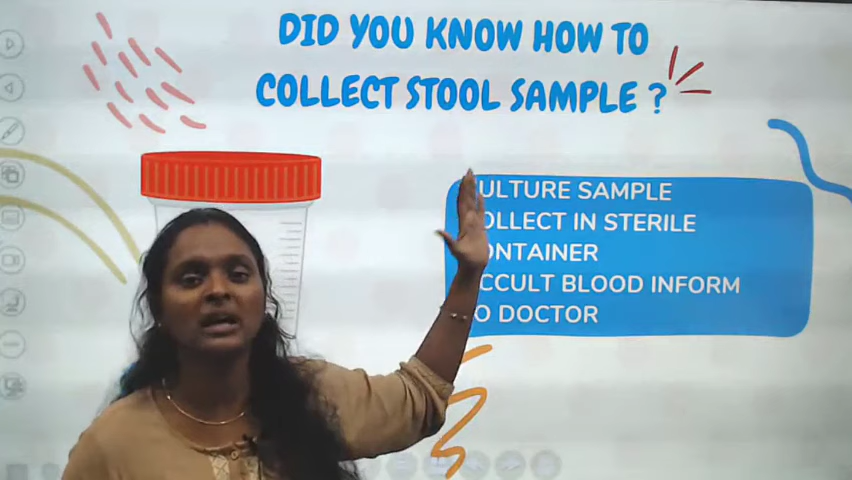 DID YOU KNOW HOW TO
COLLECT STOOL SAMPLE ?
ULTURE SAMPLE
OLLECT IN STERILE
ONTAINER
CCULT BLOOD INFORM
O DOCTOR